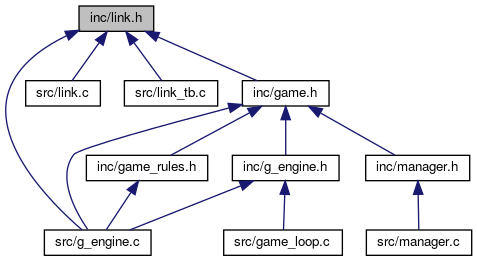 inc/link.h
src/link.c
src/link_tb.c
inc/game.h
inc/game_rules.h
inc/g_engine.h
inc/manager.h
src/g_engine.c
src/game_loop.c
src/manager.c